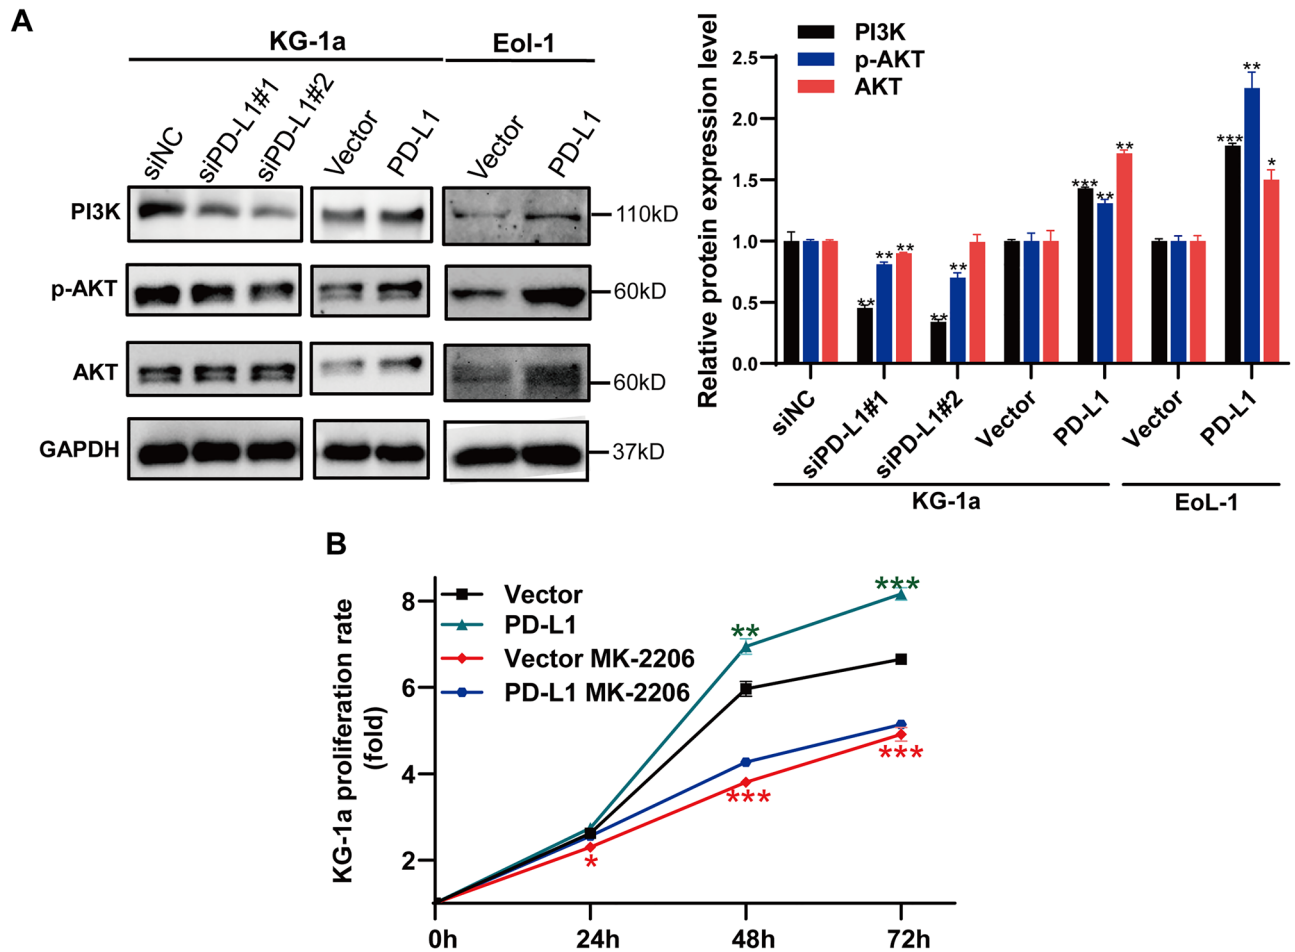 A
KG-1a
Eol-1
siNC
siPD-L1#1
siPD-L1#2
Vector
PD-L1
Vector
PD-L1
PI3K
110kD
p-AKT
60kD
AKT
60kD
GAPDH
37kD
PI3K
p-AKT
AKT
Relative protein expression level
2.5
2.0
1.5
1.0
0.5
0.0
**
**
**
**
**
***
**
**
***
**
*
siNC
siPD-L1#1
siPD-L1#2
Vector
PD-L1
Vector
PD-L1
KG-1a
EoL-1
B
KG-1a proliferation rate
(fold)
8
6
4
2
Vector
PD-L1
Vector MK-2206
PD-L1 MK-2206
**
***
*
***
***
0h
24h
48h
72h